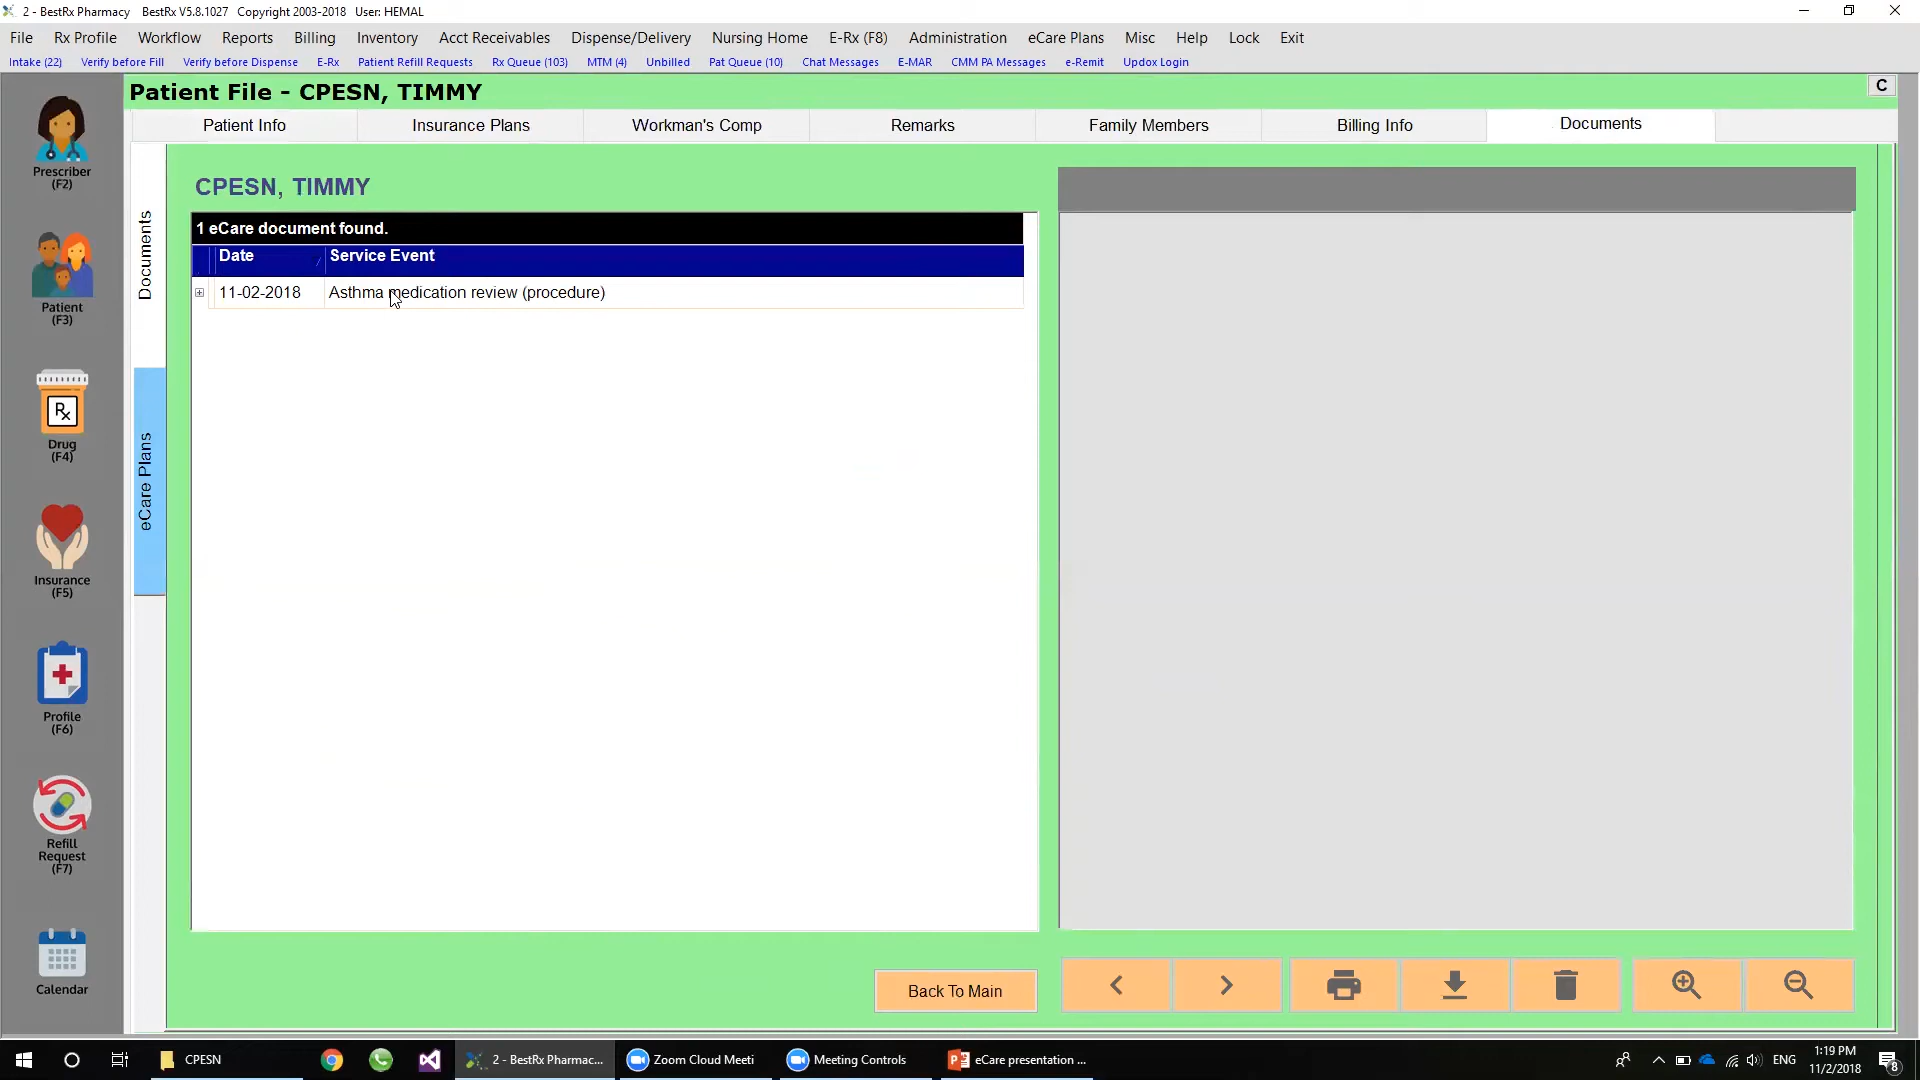 2 - BestRx Pharmacy BestRx V5.8.1027 Copyright 2003-2018 User: HEMAL
File Rx Profile Workflow Reports Billing Inventory Acct Receivables Dispense/Delivery Nursing Home E-Rx (F8) Administration eCare Plans Misc Help Lock Exit
Intake (22) Verify before Fill Verify before Dispense E-Rx Patient Refill Requests Rx Queue (103) MTM (4) Unbilled Pat Queue (10) Chat Messages E-MAR CMM PA Messages e-Remit Updox Login
Patient File - CPESN, TIMMY
C
Patient Info Insurance Plans Workman's Comp Remarks Family Members Billing Info Documents
Prescriber
(F2)
Patient
(F3)
Rx
Drug
(F4)
Insurance
(F5)
Profile
(F6)
Refill
Request
(F7)
Calendar
Documents
eCare Plans
CPESN, TIMMY
1 eCare document found.
Date Service Event
11-02-2018 Asthma medication review (procedure)
Back To Main
CPESN
2 - BestRx Pharmac...
Zoom Cloud Meeti
Meeting Controls
eCare presentation ...
ENG
1:19 PM
11/2/2018
8